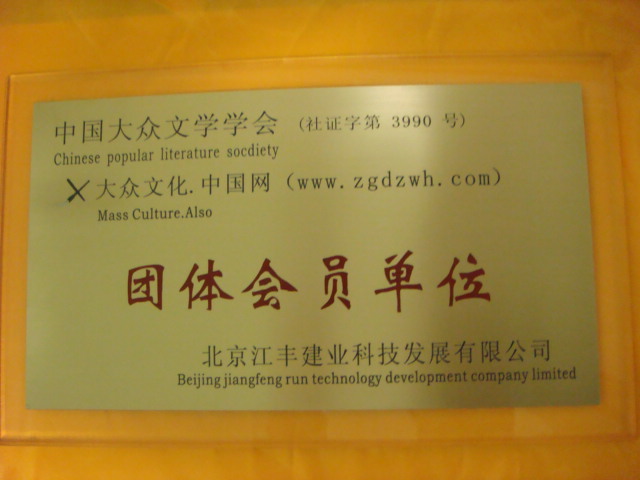 中国大众文学学会 (社证字第 3990 号)
Chinese popular literature socdiety
大众文化.中国网 (www.zgdzwh.com)
Mass Culture.Also
团体会员单位
北京江丰建业科技发展有限公司
Beijing jiangfeng run technology development company limited